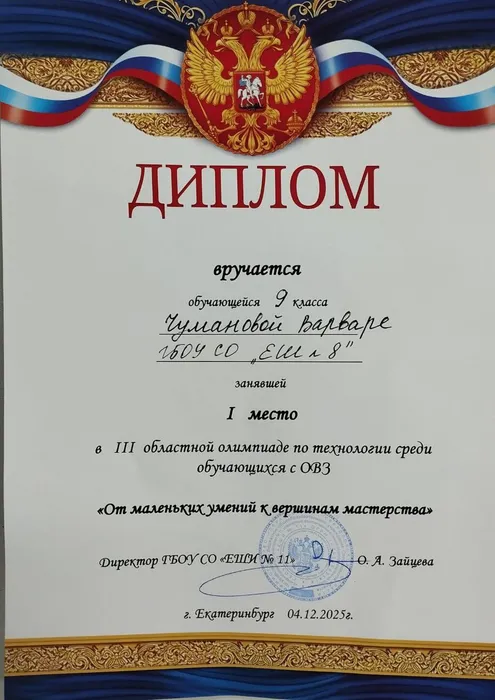 ДИПЛОМ
вручается
обучающейся 9 класса
Чумановой Варваре
ГБОУ СО „ЕШИ 8"
занявшей
I место
в III областной олимпиаде по технологии среди
обучающихся с ОВЗ
«От маленьких умений к вершинам мастерства»
Директор ГБОУ СО «ЕШИ № 11» О. А. Зайцева
г. Екатеринбург 04.12.2025г.